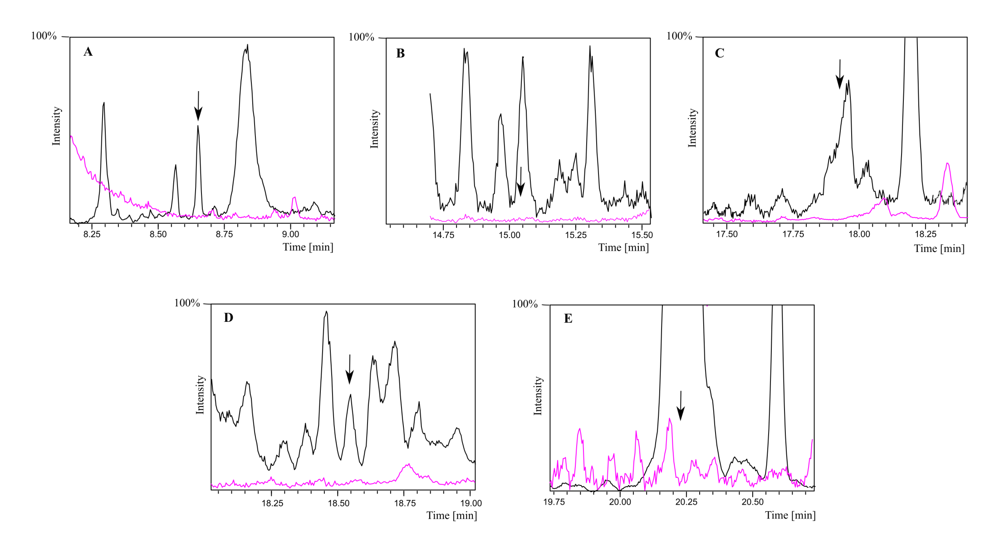 100%
A
Intensity
8.25 8.50 8.75 9.00
Time [min]
100%
B
Intensity
14.75 15.00 15.25 15.50
Time [min]
100%
C
Intensity
17.50 17.75 18.00 18.25
Time [min]
100%
D
Intensity
18.25 18.50 18.75 19.00
Time [min]
100%
E
Intensity
19.75 20.00 20.25 20.50
Time [min]